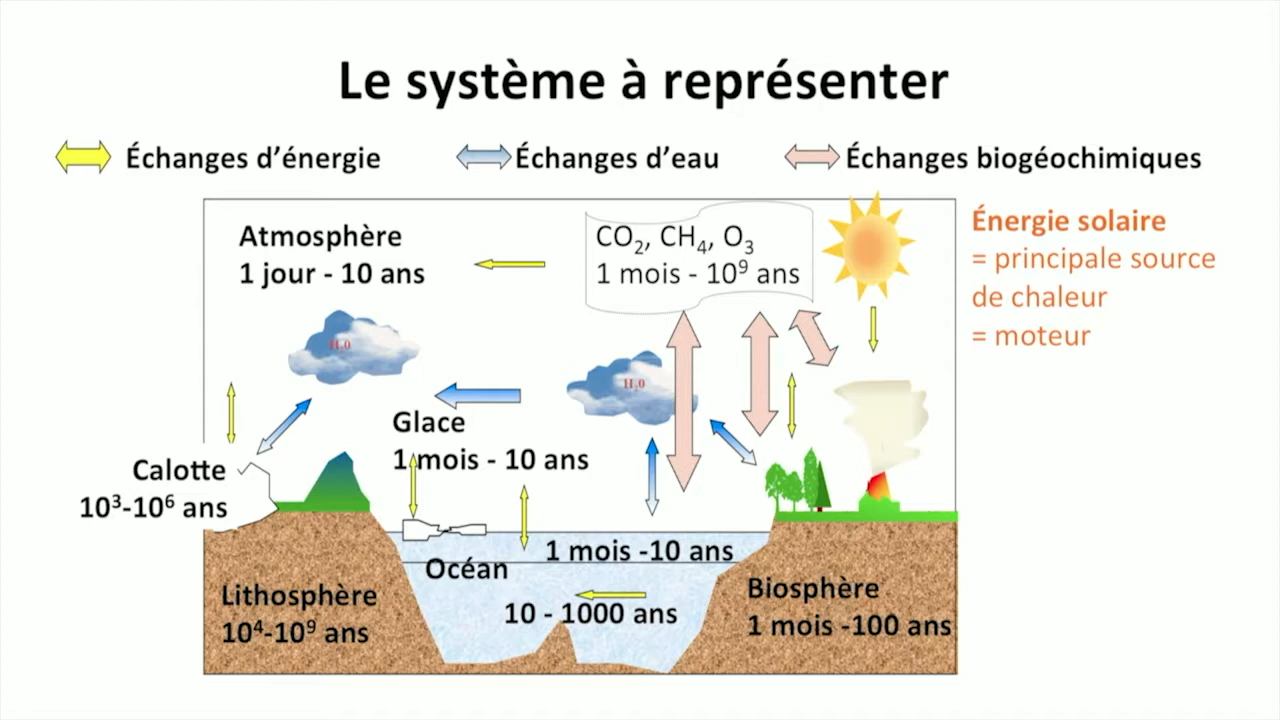 Le système à représenter
Échanges d'énergie
Échanges d'eau
Échanges biogéochimiques
Atmosphère
1 jour - 10 ans
CO₂, CH₄, O₃
1 mois - 10⁹ ans
Énergie solaire
= principale source
de chaleur
= moteur
H₂0
H₂0
Glace
1 mois - 10 ans
Calotte
10³-10⁶ ans
1 mois -10 ans
Océan
10 - 1000 ans
Lithosphère
10⁴-10⁹ ans
Biosphère
1 mois -100 ans